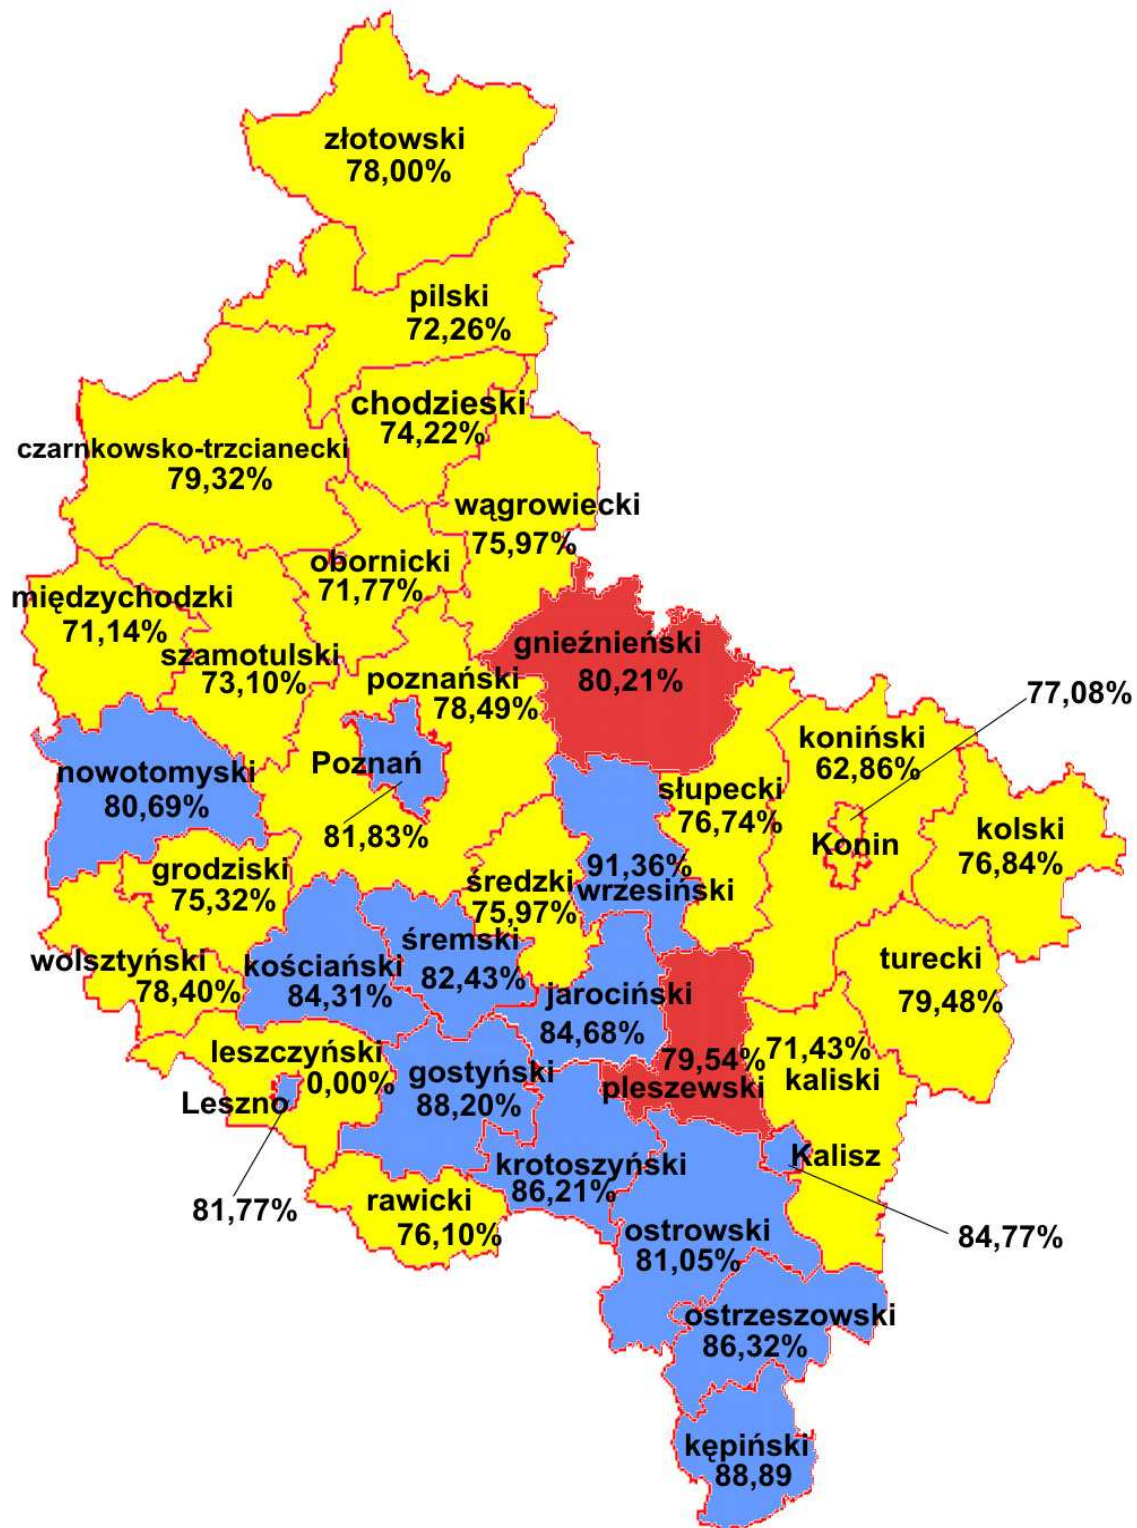 złotowski
78,00%
pilski
72,26%
chodzieski
74,22%
czarnkowsko-trzcianecki
79,32%
wągrowiecki
75,97%
obornicki
71,77%
międzychodzki
71,14%
szamotulski
73,10%
gnieźnieński
80,21%
poznański
78,49%
77,08%
koniński
62,86%
Poznań
81,83%
nowotomyski
80,69%
słupecki
76,74%
Konin
kolski
76,84%
grodziski
75,32%
średzki
75,97%
91,36%
wrzesiński
wolsztyński
78,40%
kościański
84,31%
śremski
82,43%
jarociński
84,68%
turecki
79,48%
leszczyński
0,00%
Leszno
81,77%
gostyński
88,20%
79,54%
pleszewski
71,43%
kaliski
Kalisz
84,77%
krotoszyński
86,21%
rawicki
76,10%
ostrowski
81,05%
ostrzeszowski
86,32%
kępiński
88,89